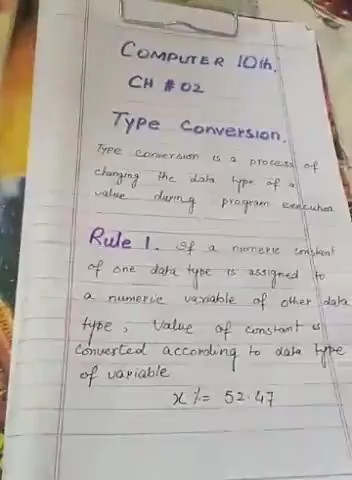 COMPUTER 10th.
CH # 02
Type Conversion.
Type conversion is a process of
changing the data type of a
value during program execution
Rule 1. If a numeric constant
of one data type is assigned to
a numeric variable of other data
type, value of constant is
converted according to data type
of variable
x%= 52.47